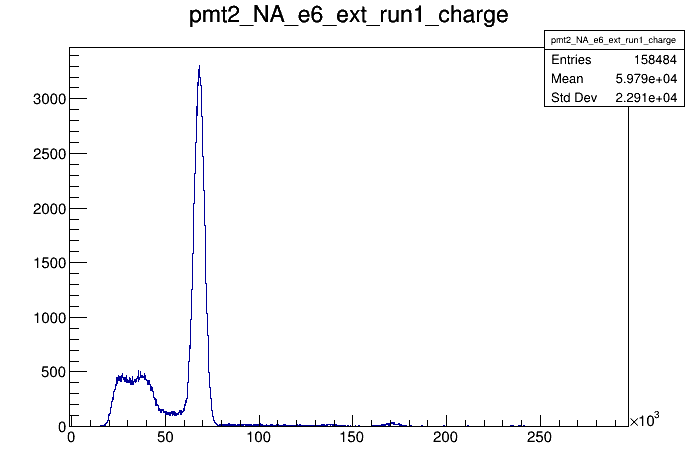 pmt2_NA_e6_ext_run1_charge
pmt2_NA_e6_ext_run1_charge
Entries 158484
Mean 5.979e+04
Std Dev 2.291e+04
3000
2500
2000
1500
1000
500
0
0 50 100 150 200 250
×10³